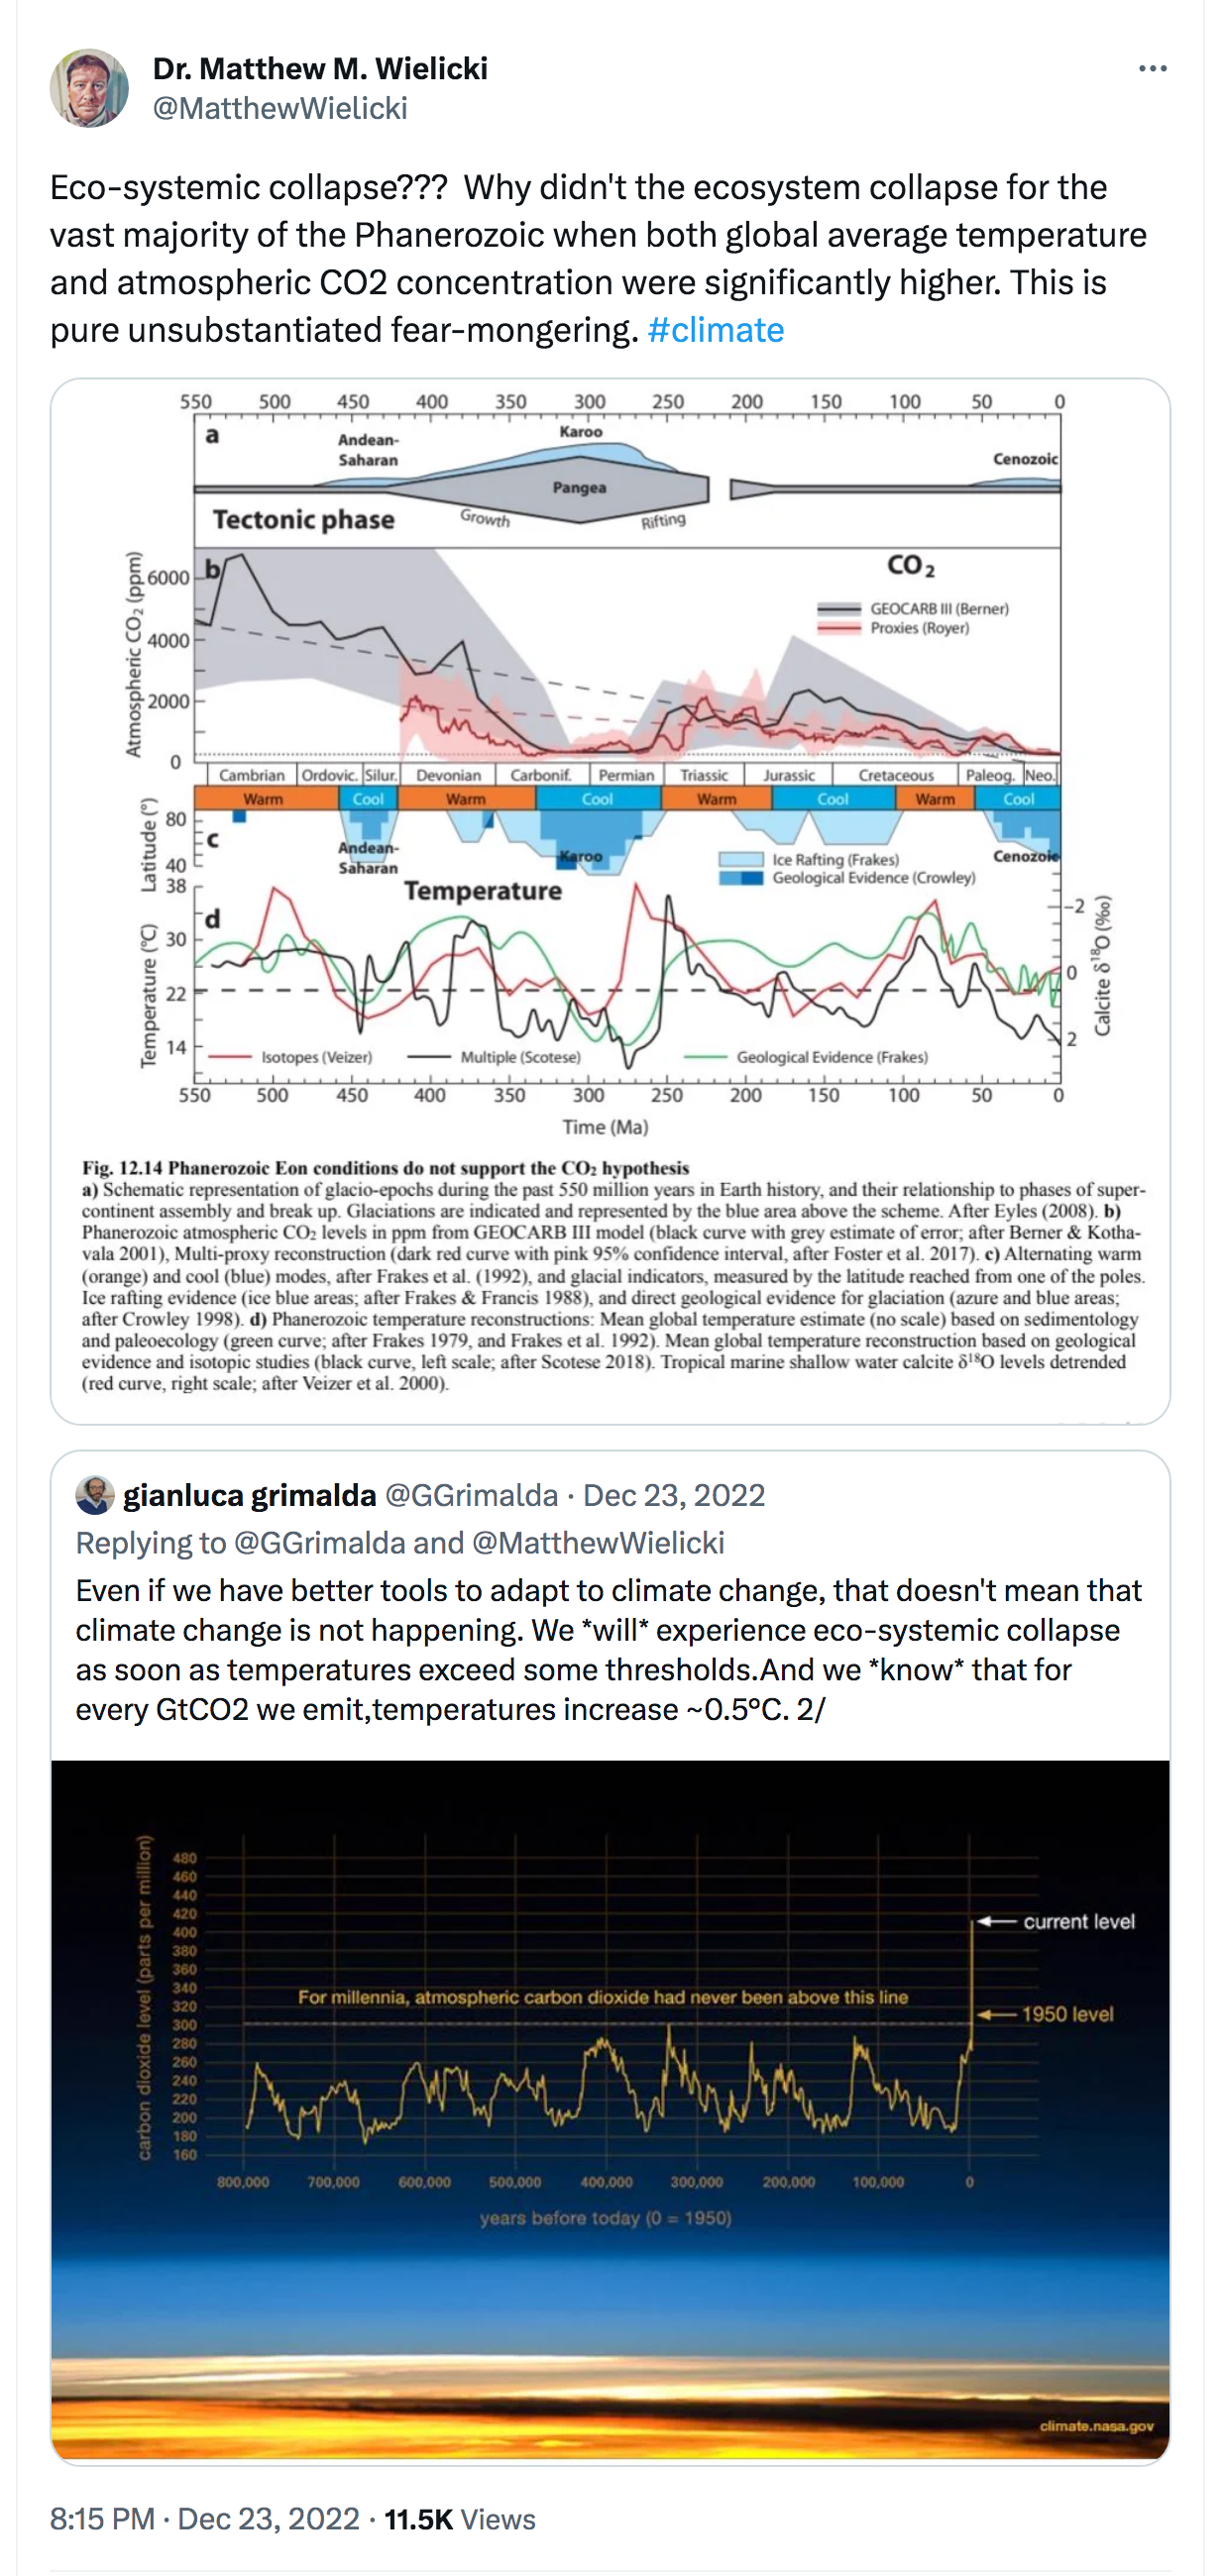 Dr. Matthew M. Wielicki
@MatthewWielicki
Eco-systemic collapse??? Why didn't the ecosystem collapse for the
vast majority of the Phanerozoic when both global average temperature
and atmospheric CO2 concentration were significantly higher. This is
pure unsubstantiated fear-mongering. #climate
550 500 450 400 350 300 250 200 150 100 50 0
a
Andean-
Saharan
Karoo
Cenozoic
Pangea
Growth
Rifting
Tectonic phase
Atmospheric CO₂ (ppm)
6000
4000
2000
0
b
CO₂
GEOCARB III (Berner)
Proxies (Royer)
Cambrian Ordovic. Silur. Devonian Carbonif. Permian Triassic Jurassic Cretaceous Paleog. Neo.
Warm Cool Warm Cool Warm Cool Warm Cool
Latitude (°)
80
40
c
Andean-
Saharan
Karoo
Ice Rafting (Frakes)
Geological Evidence (Crowley)
Cenozoic
Temperature
Temperature (°C)
38
30
22
14
d
-2
0
2
Calcite δ¹⁸O (‰)
Isotopes (Veizer)
Multiple (Scotese)
Geological Evidence (Frakes)
550 500 450 400 350 300 250 200 150 100 50 0
Time (Ma)
Fig. 12.14 Phanerozoic Eon conditions do not support the CO₂ hypothesis
a) Schematic representation of glacio-epochs during the past 550 million years in Earth history, and their relationship to phases of super-
continent assembly and break up. Glaciations are indicated and represented by the blue area above the scheme. After Eyles (2008). b)
Phanerozoic atmospheric CO₂ levels in ppm from GEOCARB III model (black curve with grey estimate of error; after Berner & Kotha-
vala 2001), Multi-proxy reconstruction (dark red curve with pink 95% confidence interval, after Foster et al. 2017). c) Alternating warm
(orange) and cool (blue) modes, after Frakes et al. (1992), and glacial indicators, measured by the latitude reached from one of the poles.
Ice rafting evidence (ice blue areas; after Frakes & Francis 1988), and direct geological evidence for glaciation (azure and blue areas;
after Crowley 1998). d) Phanerozoic temperature reconstructions: Mean global temperature estimate (no scale) based on sedimentology
and paleoecology (green curve; after Frakes 1979, and Frakes et al. 1992). Mean global temperature reconstruction based on geological
evidence and isotopic studies (black curve, left scale; after Scotese 2018). Tropical marine shallow water calcite δ¹⁸O levels detrended
(red curve, right scale; after Veizer et al. 2000).
gianluca grimalda @GGrimalda · Dec 23, 2022
Replying to @GGrimalda and @MatthewWielicki
Even if we have better tools to adapt to climate change, that doesn't mean that
climate change is not happening. We *will* experience eco-systemic collapse
as soon as temperatures exceed some thresholds.And we *know* that for
every GtCO2 we emit,temperatures increase ~0.5°C. 2/
carbon dioxide level (parts per million)
480
460
440
420
400
380
360
340
320
300
280
260
240
220
200
180
160
current level
For millennia, atmospheric carbon dioxide had never been above this line
1950 level
800,000 700,000 600,000 500,000 400,000 300,000 200,000 100,000 0
years before today (0 = 1950)
climate.nasa.gov
8:15 PM · Dec 23, 2022 · 11.5K Views